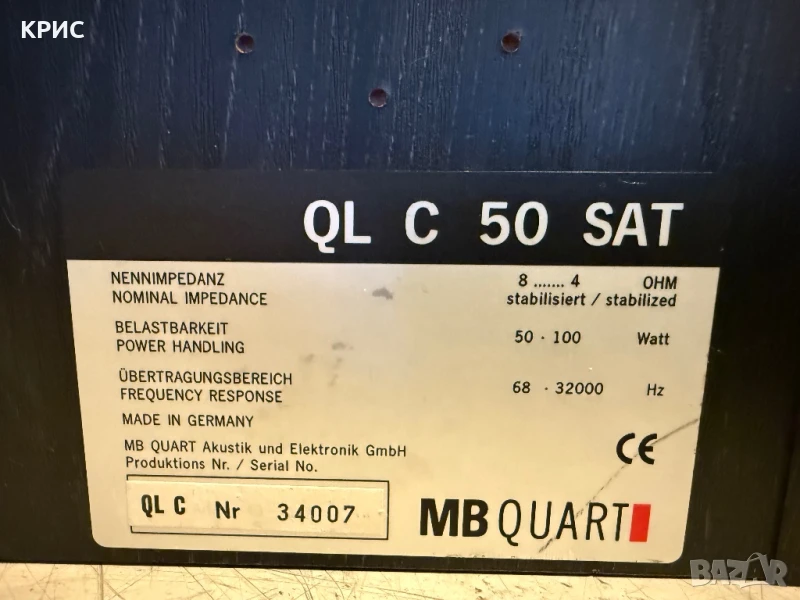 КРИС
QL C 50 SAT
NENNIMPEDANZ 8 ....... 4 OHM
NOMINAL IMPEDANCE stabilisiert / stabilized
BELASTBARKEIT
POWER HANDLING 50 · 100 Watt
ÜBERTRAGUNGSBEREICH
FREQUENCY RESPONSE 68 · 32000 Hz
MADE IN GERMANY
MB QUART Akustik und Elektronik GmbH
Produktions Nr. / Serial No.
CE
QL C Nr 34007
MB QUART
BAZAR